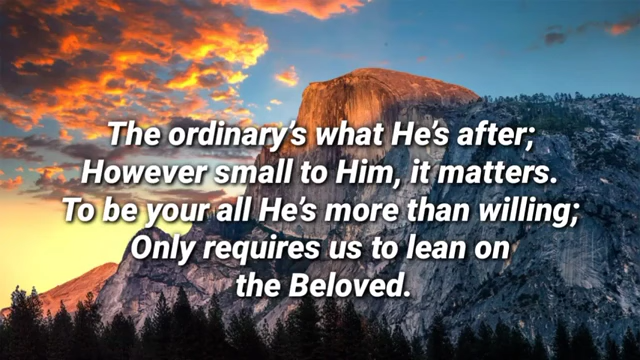 The ordinary’s what He’s after;
However small to Him, it matters.
To be your all He’s more than willing;
Only requires us to lean on
the Beloved.